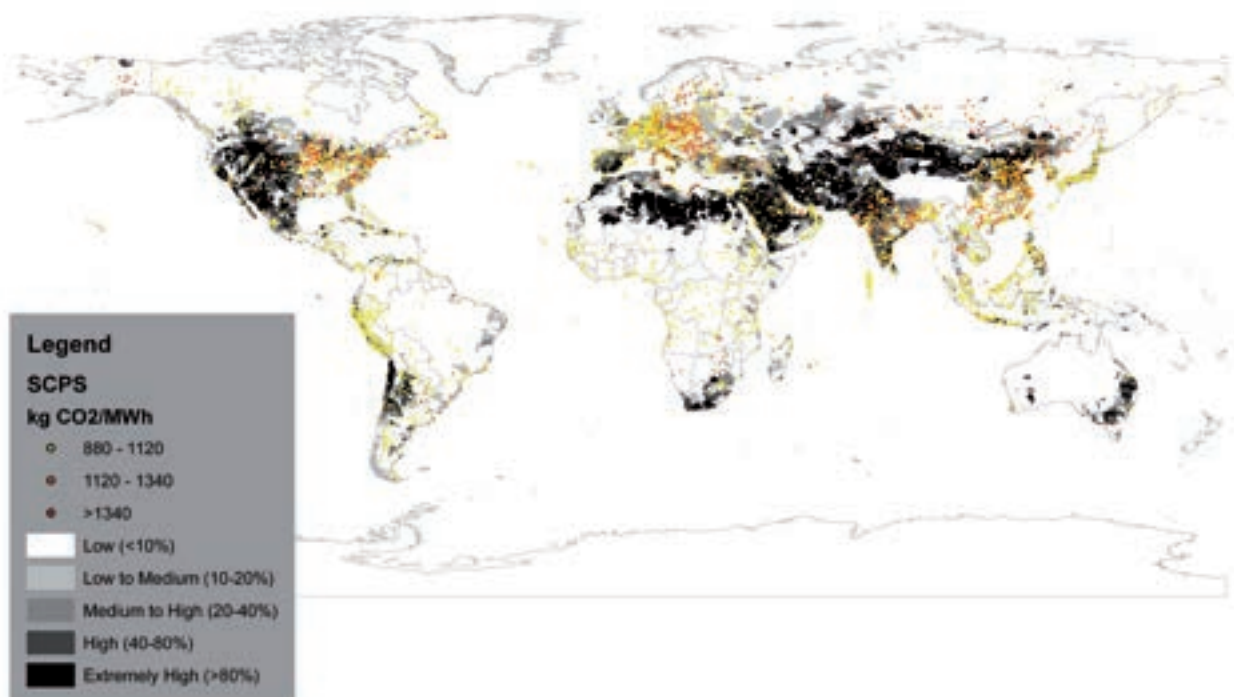 Legend
SCPS
kg CO2/MWh
880 - 1120
1120 - 1340
>1340
Low (<10%)
Low to Medium (10-20%)
Medium to High (20-40%)
High (40-80%)
Extremely High (>80%)